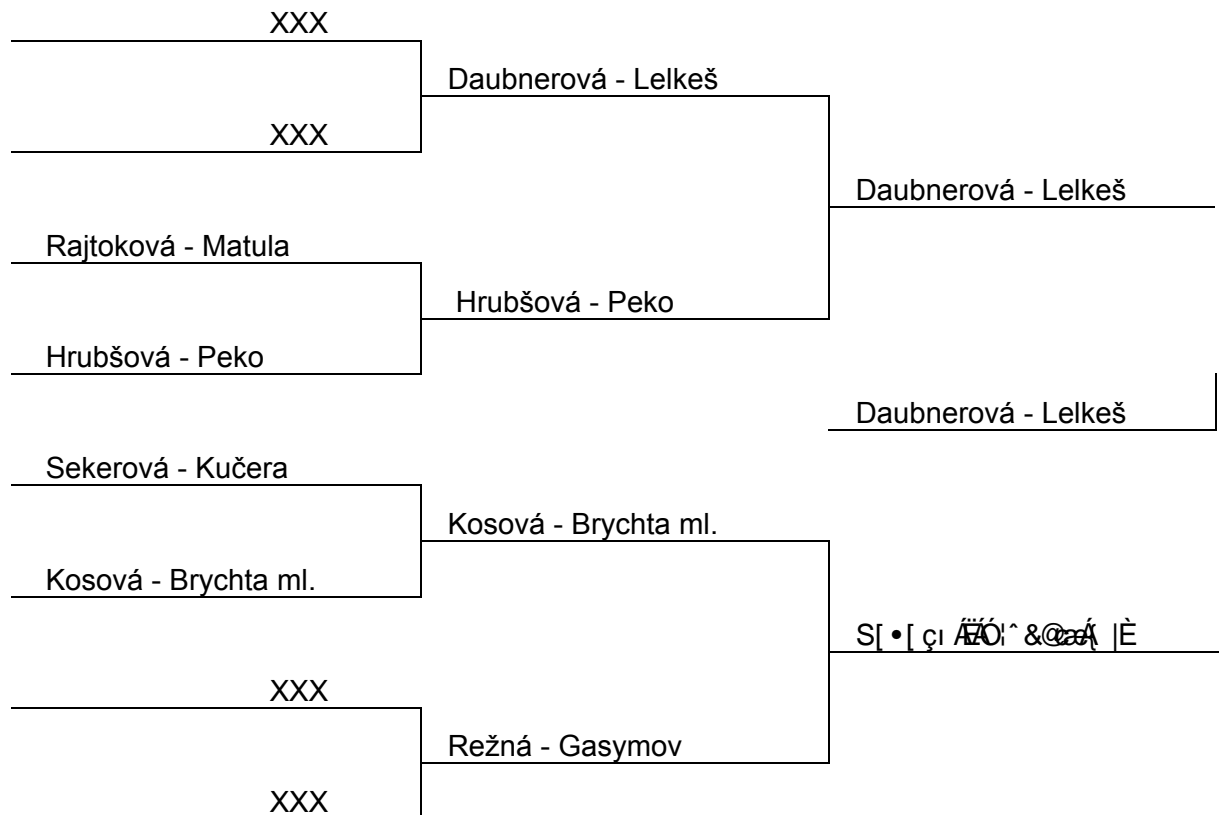 XXX
Daubnerová - Lelkeš
XXX
Daubnerová - Lelkeš
Rajtoková - Matula
Hrubšová - Peko
Hrubšová - Peko
Daubnerová - Lelkeš
Sekerová - Kučera
Kosová - Brychta ml.
Kosová - Brychta ml.
XXX
Režná - Gasymov
XXX